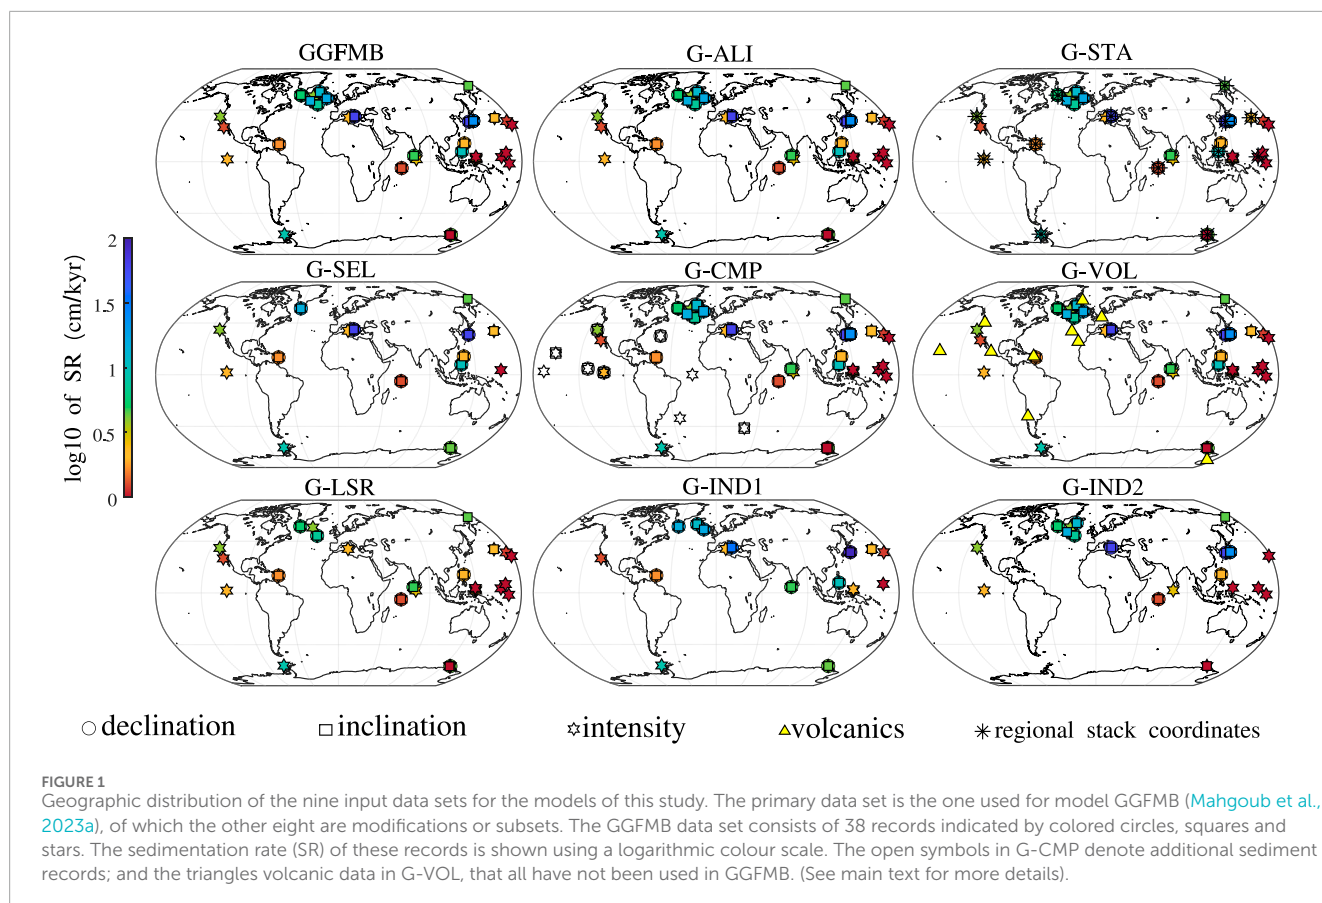 GGFMB G-ALI G-STA
G-SEL G-CMP G-VOL
G-LSR G-IND1 G-IND2
log10 of SR (cm/kyr)
2
1.5
1
0.5
0
declination inclination intensity volcanics regional stack coordinates
FIGURE 1
Geographic distribution of the nine input data sets for the models of this study. The primary data set is the one used for model GGFMB (Mahgoub et al.,
2023a), of which the other eight are modifications or subsets. The GGFMB data set consists of 38 records indicated by colored circles, squares and
stars. The sedimentation rate (SR) of these records is shown using a logarithmic colour scale. The open symbols in G-CMP denote additional sediment
records; and the triangles volcanic data in G-VOL, that all have not been used in GGFMB. (See main text for more details).